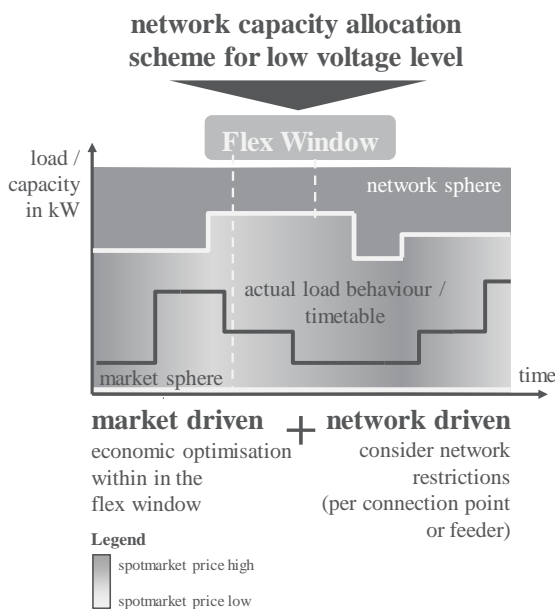 network capacity allocation
scheme for low voltage level
Flex Window
load /
capacity
in kW
network sphere
actual load behaviour /
timetable
market sphere
time
market driven
economic optimisation
within in the
flex window
+
network driven
consider network
restrictions
(per connection point
or feeder)
Legend
spotmarket price high
spotmarket price low